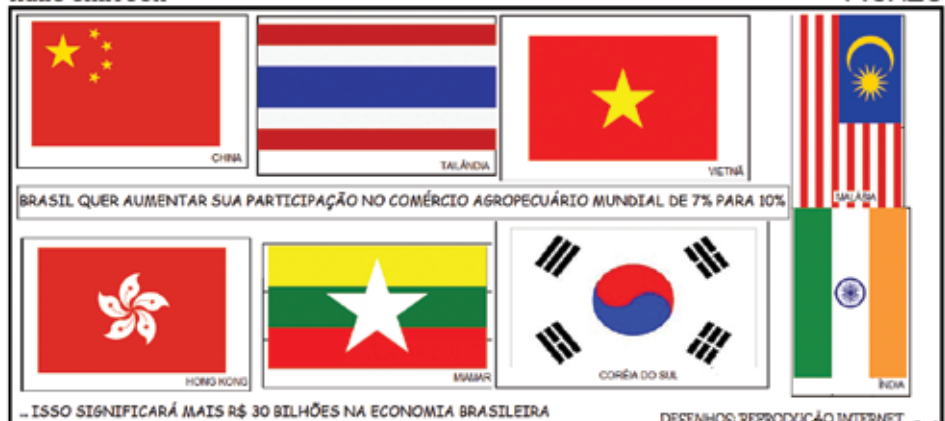 CHINA
TAILÂNDIA
VIETNÃ
MALÁSIA
BRASIL QUER AUMENTAR SUA PARTICIPAÇÃO NO COMÉRCIO AGROPECUÁRIO MUNDIAL DE 7% PARA 10%
HONG KONG
MIAMAR
CORÉIA DO SUL
ÍNDIA
... ISSO SIGNIFICARÁ MAIS R$ 30 BILHÕES NA ECONOMIA BRASILEIRA
DESENHOS: REPRODUÇÃO INTERNET